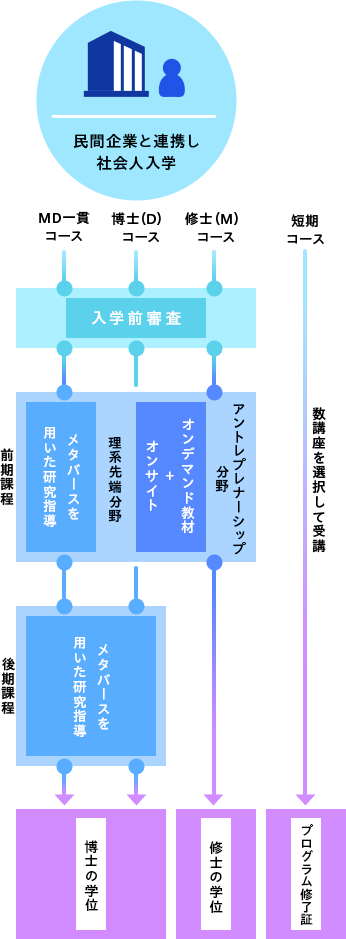 民間企業と連携し
社会人入学
MD一貫
コース
博士(D)
コース
修士(M)
コース
短期
コース
入学前審査
前期課程
メタバースを
用いた研究指導
理系先端分野
オンデマンド教材
+
オンサイト
アントレプレナーシップ
分野
数講座を選択して受講
後期課程
メタバースを
用いた研究指導
博士の学位
修士の学位
プログラム修了証